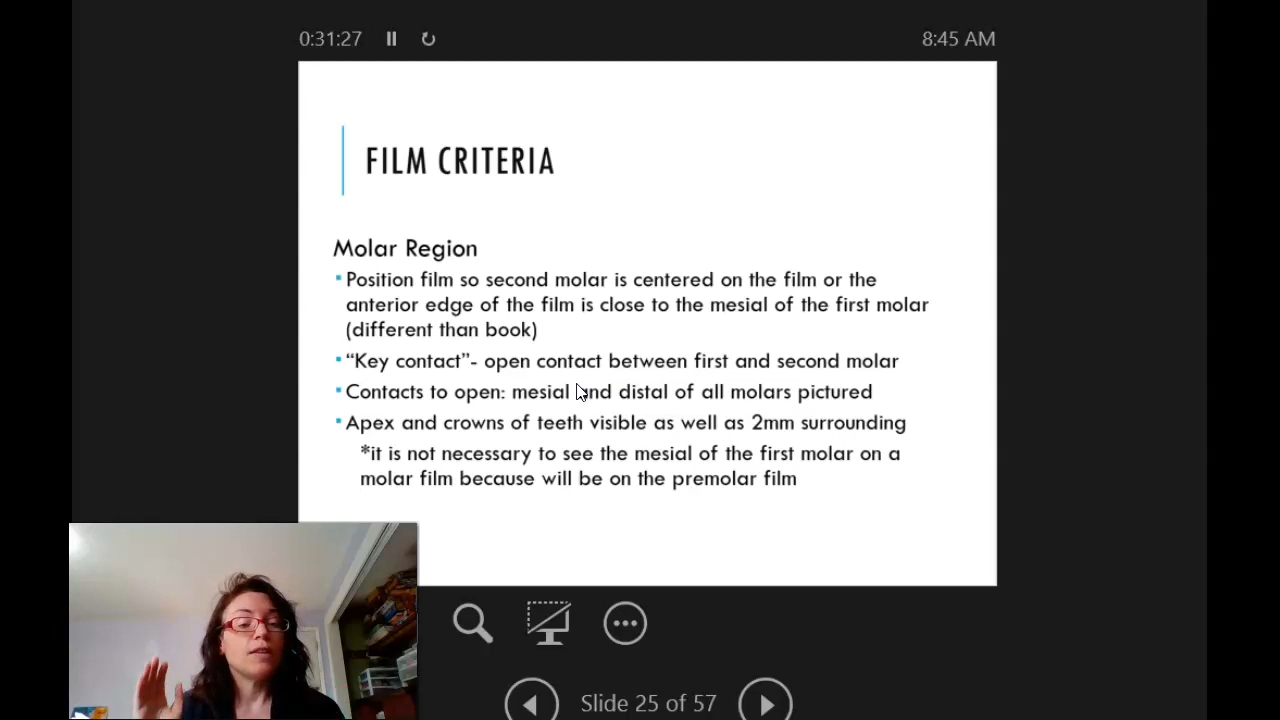 0:31:27
8:45 AM
FILM CRITERIA
Molar Region
Position film so second molar is centered on the film or the
anterior edge of the film is close to the mesial of the first molar
(different than book)
“Key contact”- open contact between first and second molar
Contacts to open: mesial and distal of all molars pictured
Apex and crowns of teeth visible as well as 2mm surrounding
*it is not necessary to see the mesial of the first molar on a
molar film because will be on the premolar film
Slide 25 of 57